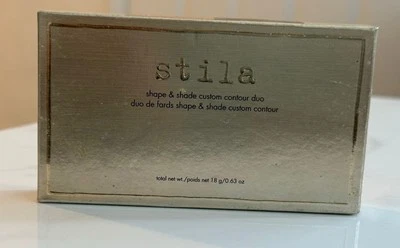 stila
shape & shade custom contour duo
duo de fards shape & shade custom contour
total net wt./poids net 18 g/0.63 oz